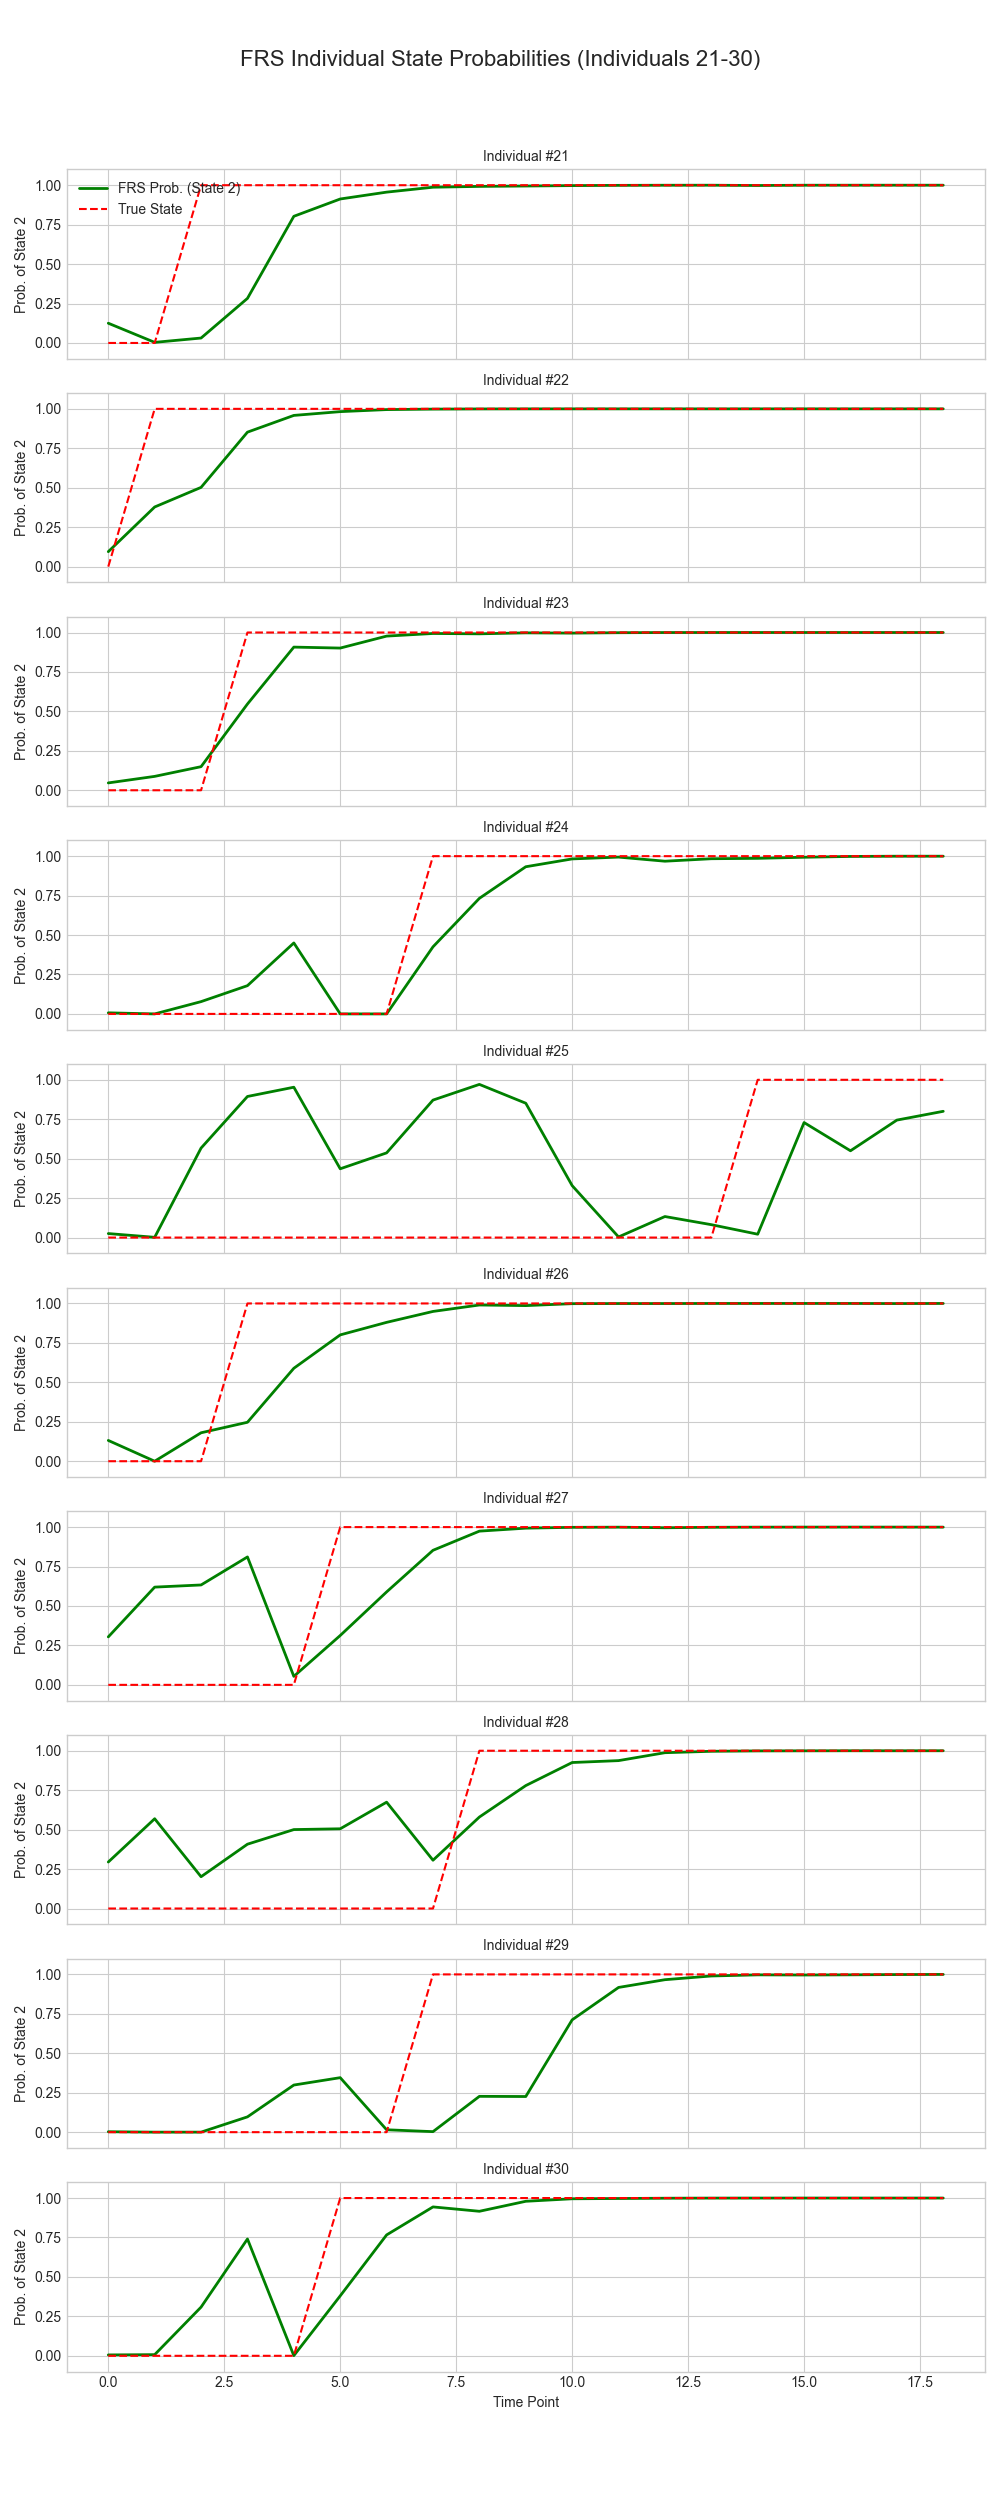 FRS Individual State Probabilities (Individuals 21-30)
Individual #21
FRS Prob. (State 2)
True State
Prob. of State 2
1.00
0.75
0.50
0.25
0.00
Individual #22
Prob. of State 2
1.00
0.75
0.50
0.25
0.00
Individual #23
Prob. of State 2
1.00
0.75
0.50
0.25
0.00
Individual #24
Prob. of State 2
1.00
0.75
0.50
0.25
0.00
Individual #25
Prob. of State 2
1.00
0.75
0.50
0.25
0.00
Individual #26
Prob. of State 2
1.00
0.75
0.50
0.25
0.00
Individual #27
Prob. of State 2
1.00
0.75
0.50
0.25
0.00
Individual #28
Prob. of State 2
1.00
0.75
0.50
0.25
0.00
Individual #29
Prob. of State 2
1.00
0.75
0.50
0.25
0.00
Individual #30
Prob. of State 2
1.00
0.75
0.50
0.25
0.00
0.0 2.5 5.0 7.5 10.0 12.5 15.0 17.5
Time Point